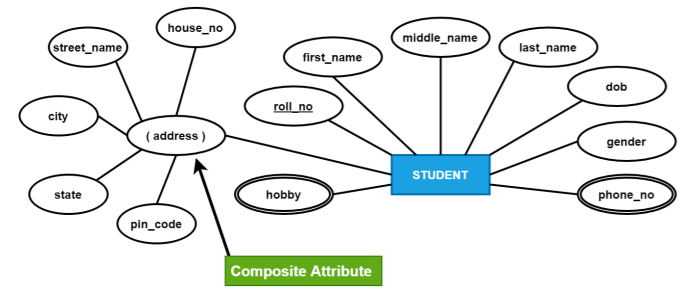 house_no
street_name
city
( address )
state
pin_code
first_name
middle_name
last_name
roll_no
dob
gender
STUDENT
hobby
phone_no
Composite Attribute